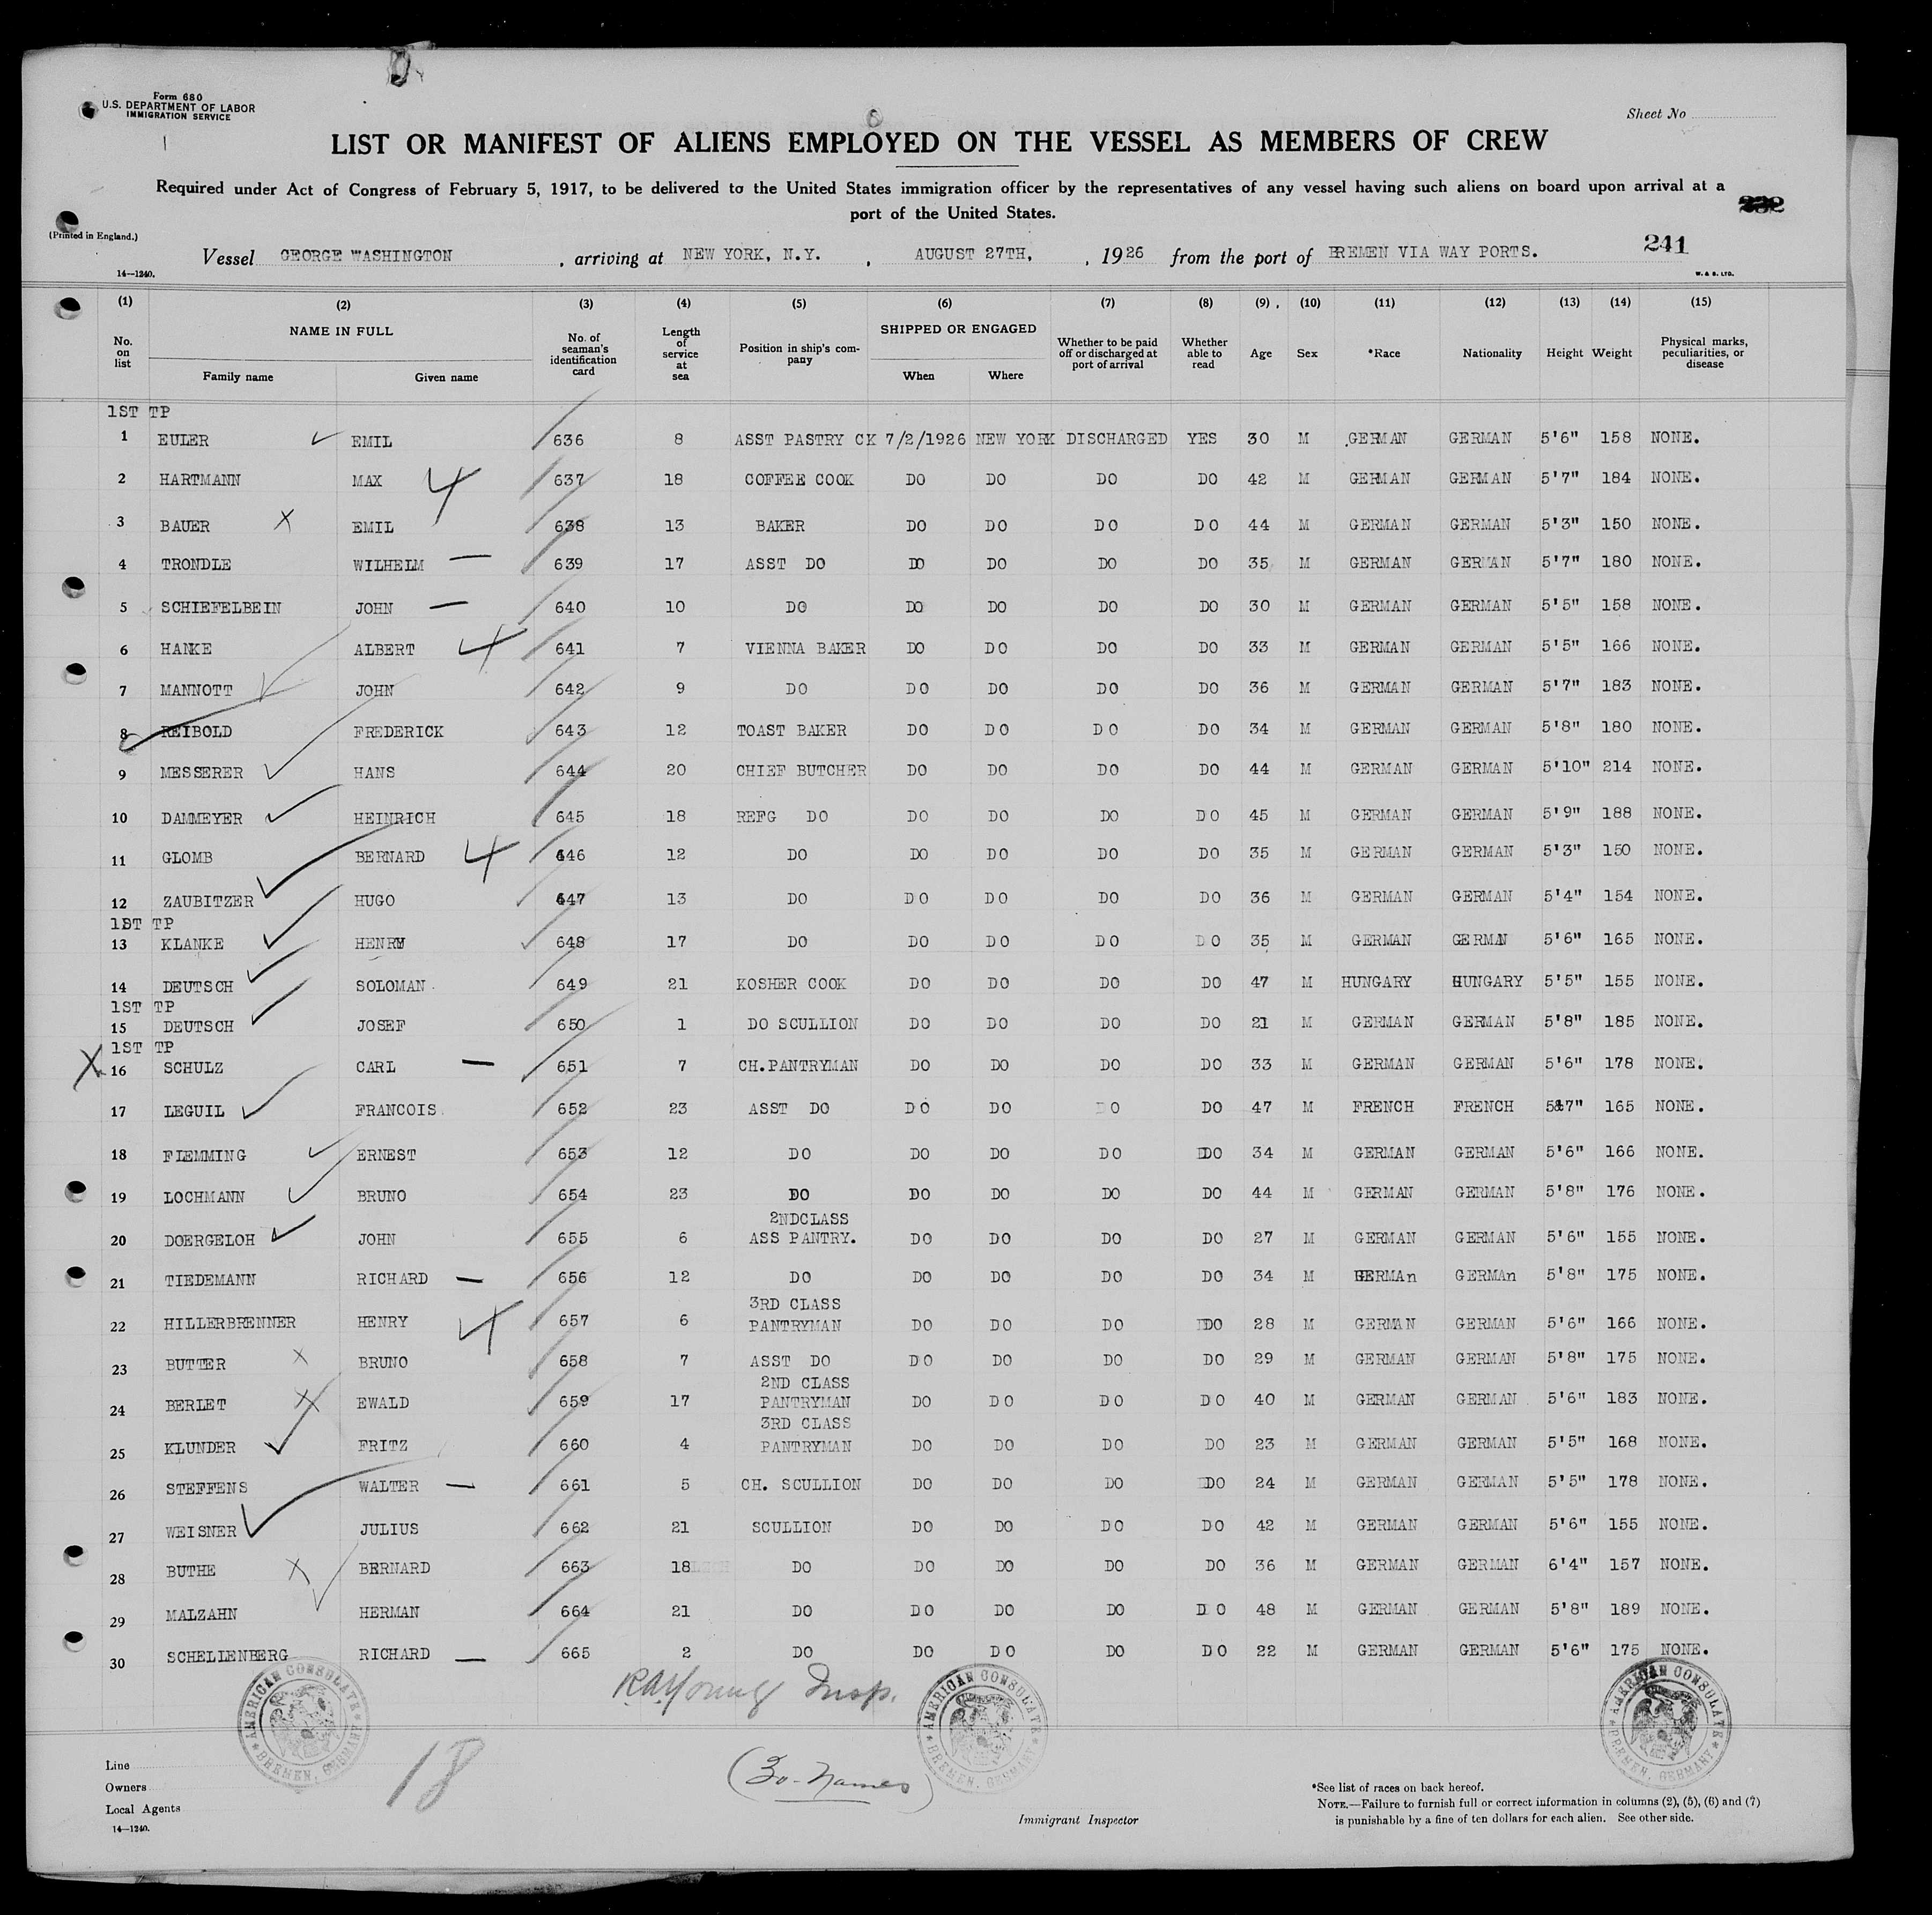 Form 680
U.S. DEPARTMENT OF LABOR
IMMIGRATION SERVICE
Sheet No
LIST OR MANIFEST OF ALIENS EMPLOYED ON THE VESSEL AS MEMBERS OF CREW
Required under Act of Congress of February 5, 1917, to be delivered to the United States immigration officer by the representatives of any vessel having such aliens on board upon arrival at a
port of the United States.
232
(Printed in England.)
241
Vessel GEORGE WASHINGTON , arriving at NEW YORK, N.Y. , AUGUST 27TH, , 1926 from the port of BREMEN VIA WAY PORTS.
14—1240.
W. & S. LTD.
(1) (2) (3) (4) (5) (6) (7) (8) (9) (10) (11) (12) (13) (14) (15)
No. on list NAME IN FULL Family name Given name No. of seaman's identification card Length of service at sea Position in ship's company SHIPPED OR ENGAGED When Where Whether to be paid off or discharged at port of arrival Whether able to read Age Sex *Race Nationality Height Weight Physical marks, peculiarities, or disease
1ST TP
1 EULER EMIL 636 8 ASST PASTRY CK 7/2/1926 NEW YORK DISCHARGED YES 30 M GERMAN GERMAN 5'6" 158 NONE.
2 HARTMANN MAX 4 637 18 COFFEE COOK DO DO DO DO 42 M GERMAN GERMAN 5'7" 184 NONE.
3 BAUER X EMIL 638 13 BAKER DO DO DO DO 44 M GERMAN GERMAN 5'3" 150 NONE.
4 TRONDLE WILHELM 639 17 ASST DO DO DO DO DO 35 M GERMAN GERMAN 5'7" 180 NONE.
5 SCHIEFELBEIN JOHN 640 10 DO DO DO DO DO 30 M GERMAN GERMAN 5'5" 158 NONE.
6 HANKE ALBERT 4 641 7 VIENNA BAKER DO DO DO DO 33 M GERMAN GERMAN 5'5" 166 NONE.
7 MANNOTT JOHN 642 9 DO DO DO DO DO 36 M GERMAN GERMAN 5'7" 183 NONE.
8 REIBOLD FREDERICK 643 12 TOAST BAKER DO DO DO DO 34 M GERMAN GERMAN 5'8" 180 NONE.
9 MESSERER HANS 644 20 CHIEF BUTCHER DO DO DO DO 44 M GERMAN GERMAN 5'10" 214 NONE.
10 DAMMEYER HEINRICH 645 18 REFG DO DO DO DO DO 45 M GERMAN GERMAN 5'9" 188 NONE.
11 GLOMB BERNARD 4 646 12 DO DO DO DO DO 35 M GERMAN GERMAN 5'3" 150 NONE.
12 ZAUBITZER HUGO 647 13 DO DO DO DO DO 36 M GERMAN GERMAN 5'4" 154 NONE.
1ST TP
13 KLANKE HENRY 648 17 DO DO DO DO DO 35 M GERMAN GERMAN 5'6" 165 NONE.
14 DEUTSCH SOLOMAN 649 21 KOSHER COOK DO DO DO DO 47 M HUNGARY HUNGARY 5'5" 155 NONE.
1ST TP
15 DEUTSCH JOSEF 650 1 DO SCULLION DO DO DO DO 21 M GERMAN GERMAN 5'8" 185 NONE.
1ST TP
X 16 SCHULZ CARL 651 7 CH.PANTRYMAN DO DO DO DO 33 M GERMAN GERMAN 5'6" 178 NONE.
17 LEGUIL FRANCOIS 652 23 ASST DO DO DO DO DO 47 M FRENCH FRENCH 5'7" 165 NONE.
18 FLEMMING ERNEST 653 12 DO DO DO DO DO 34 M GERMAN GERMAN 5'6" 166 NONE.
19 LOCHMANN BRUNO 654 23 DO DO DO DO DO 44 M GERMAN GERMAN 5'8" 176 NONE.
2NDCLASS
20 DOERGELOH JOHN 655 6 ASS PANTRY. DO DO DO DO 27 M GERMAN GERMAN 5'6" 155 NONE.
21 TIEDEMANN RICHARD 656 12 DO DO DO DO DO 34 M GERMAn GERMAn 5'8" 175 NONE.
3RD CLASS
22 HILLERBRENNER HENRY 4 657 6 PANTRYMAN DO DO DO DO 28 M GERMAN GERMAN 5'6" 166 NONE.
23 BUTTER X BRUNO 658 7 ASST DO DO DO DO DO 29 M GERMAN GERMAN 5'8" 175 NONE.
2ND CLASS
24 BERLET X EWALD 659 17 PANTRYMAN DO DO DO DO 40 M GERMAN GERMAN 5'6" 183 NONE.
3RD CLASS
25 KLUNDER FRITZ 660 4 PANTRYMAN DO DO DO DO 23 M GERMAN GERMAN 5'5" 168 NONE.
26 STEFFENS WALTER 661 5 CH. SCULLION DO DO DO DO 24 M GERMAN GERMAN 5'5" 178 NONE.
27 WEISNER JULIUS 662 21 SCULLION DO DO DO DO 42 M GERMAN GERMAN 5'6" 155 NONE.
28 BUTHE X BERNARD 663 18 DO DO DO DO DO 36 M GERMAN GERMAN 6'4" 157 NONE.
29 MALZAHN HERMAN 664 21 DO DO DO DO DO 48 M GERMAN GERMAN 5'8" 189 NONE.
30 SCHELLENBERG RICHARD 665 2 DO DO DO DO DO 22 M GERMAN GERMAN 5'6" 175 NONE.
AMERICAN CONSULATE BREMEN, GERMANY
R.A. Young Insp.
AMERICAN CONSULATE BREMEN, GERMANY
AMERICAN CONSULATE BREMEN, GERMANY
18
(30-Names)
Line
Owners
Local Agents
14—1240.
Immigrant Inspector
*See list of races on back hereof.
NOTE.—Failure to furnish full or correct information in columns (2), (5), (6) and (7)
is punishable by a fine of ten dollars for each alien. See other side.